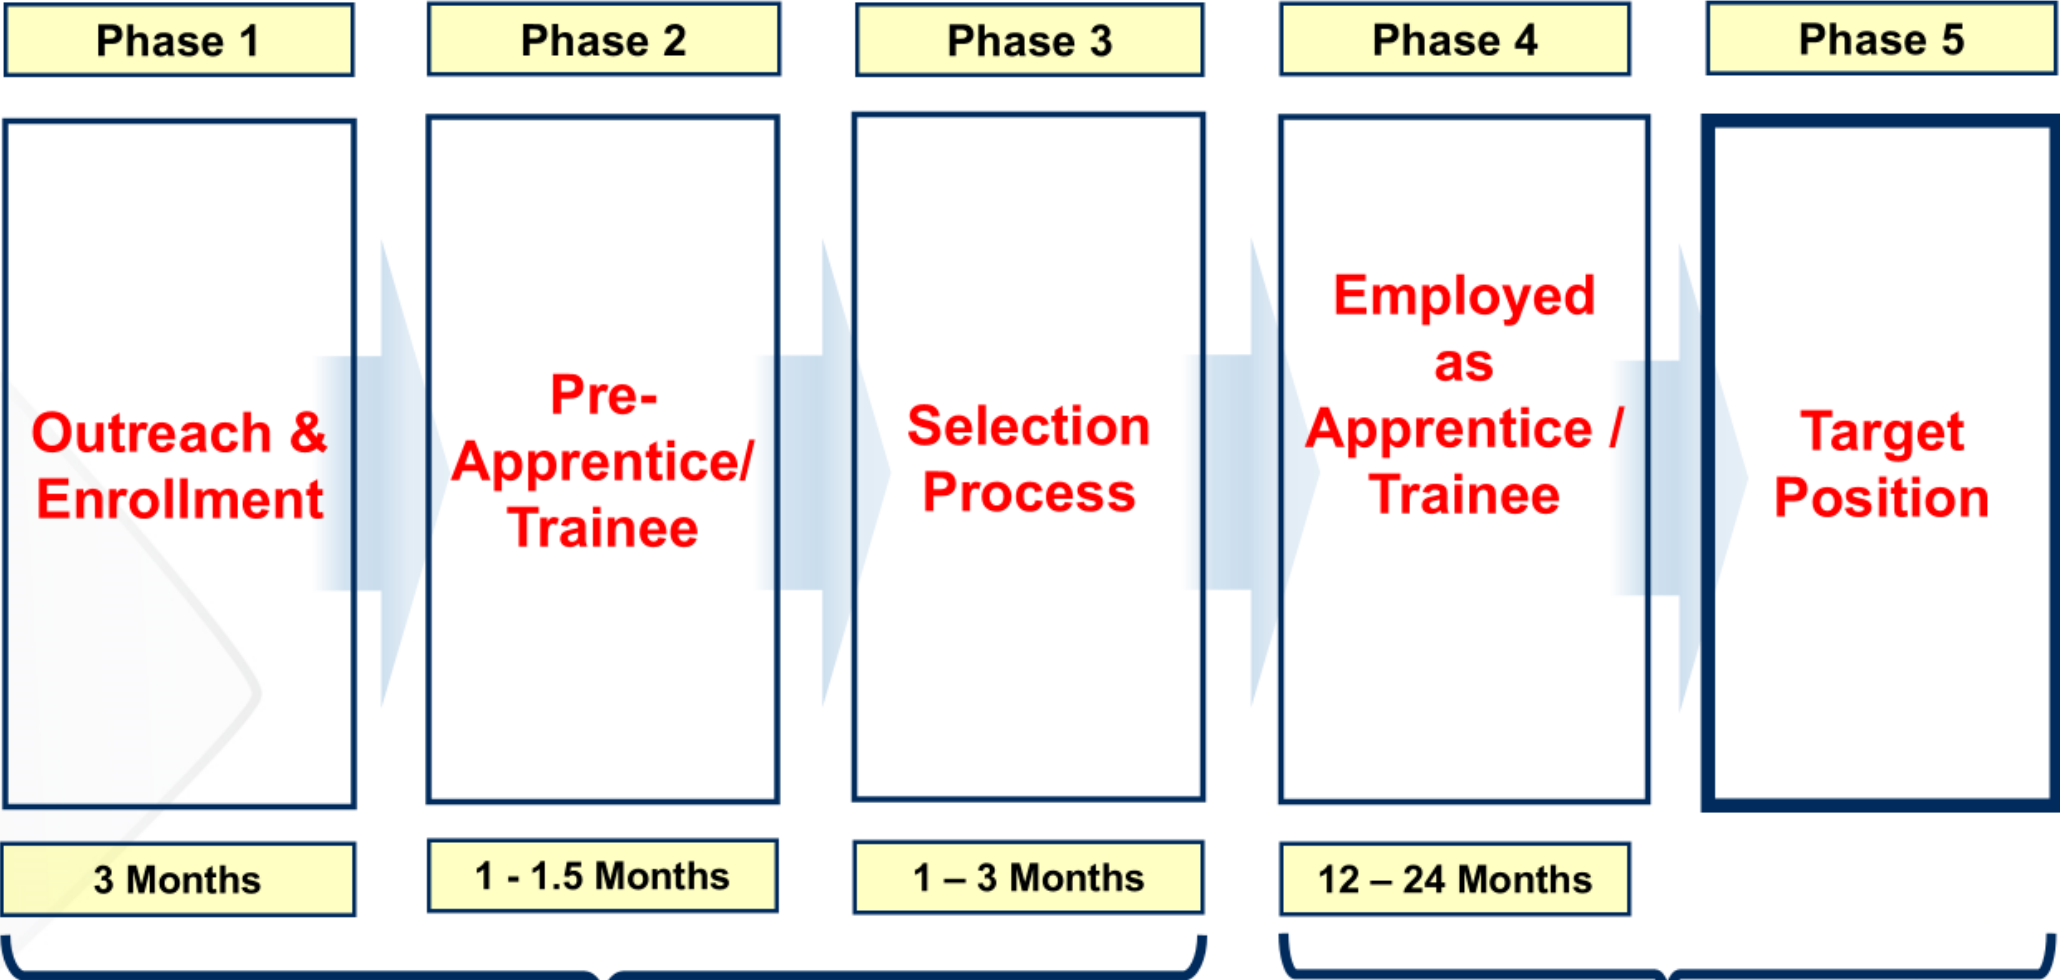 Phase 1
Phase 2
Phase 3
Phase 4
Phase 5
Outreach &
Enrollment
Pre-
Apprentice/
Trainee
Selection
Process
Employed
as
Apprentice /
Trainee
Target
Position
3 Months
1 - 1.5 Months
1 – 3 Months
12 – 24 Months